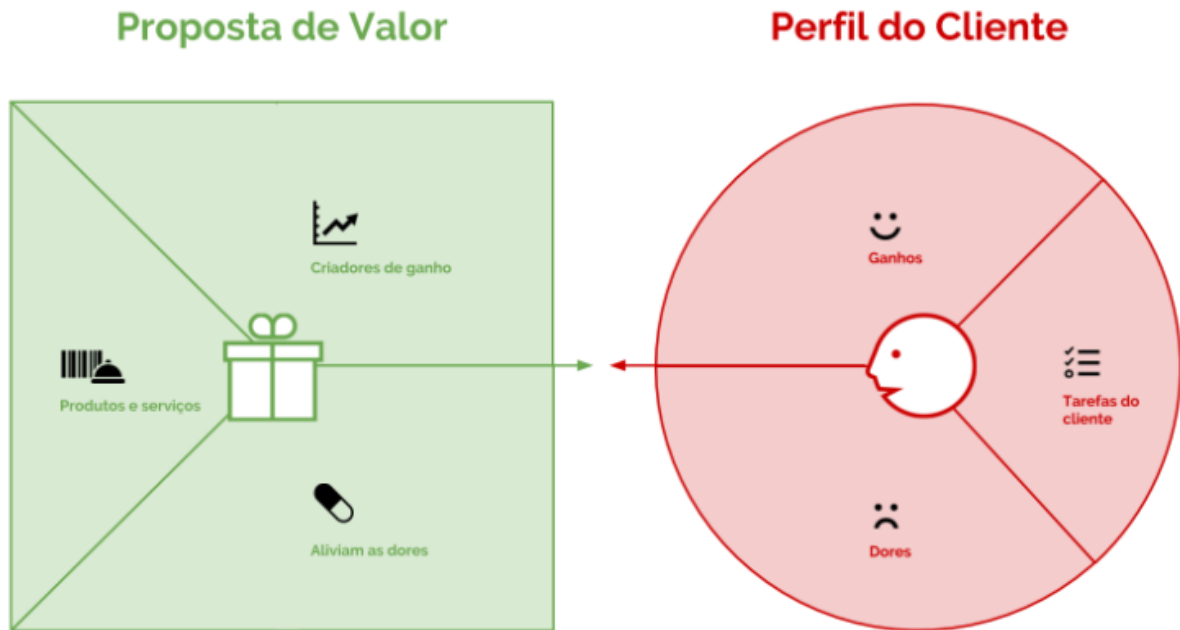 Proposta de Valor
Perfil do Cliente
Criadores de ganho
Produtos e serviços
Aliviam as dores
Ganhos
Tarefas do
cliente
Dores